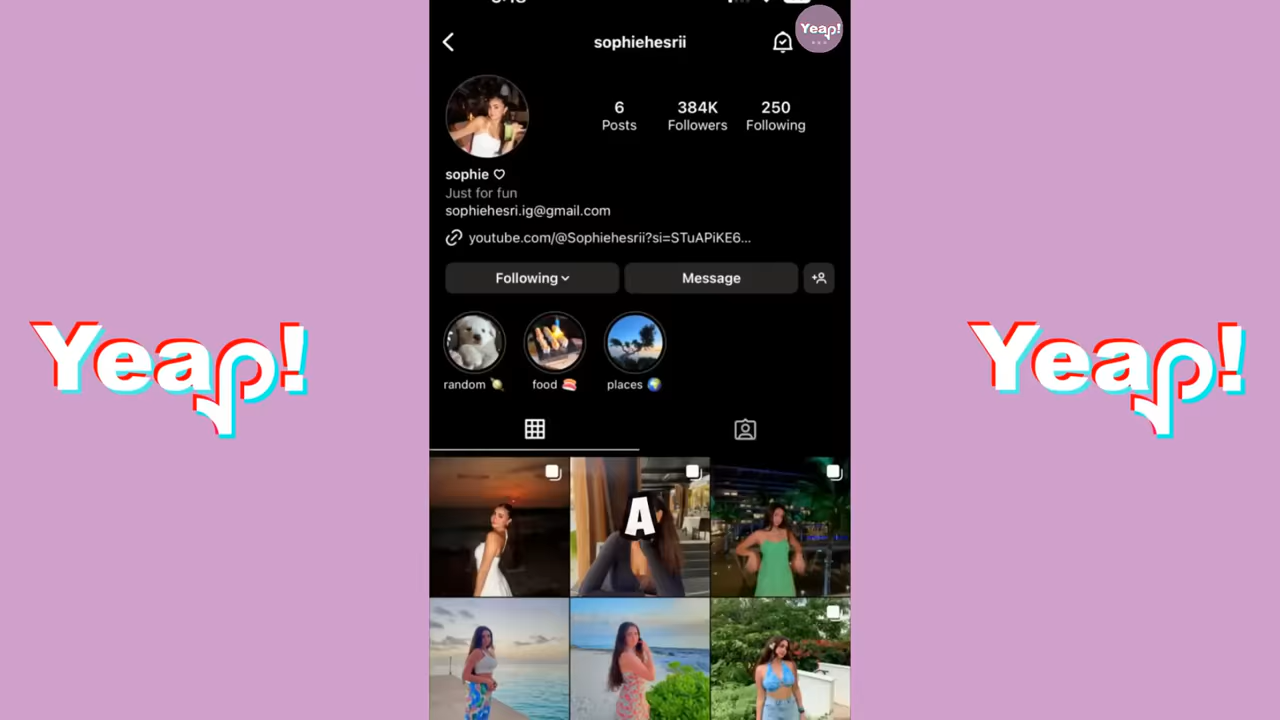 Yeap!
sophiehesrii
6
384K
250
Posts
Followers
Following
sophie
Just for fun
sophiehesri.ig@gmail.com
youtube.com/@Sophiehesrii?si=STuAPiKE6...
Following
Message
random
food
places
Yeap!
Yeap!
A